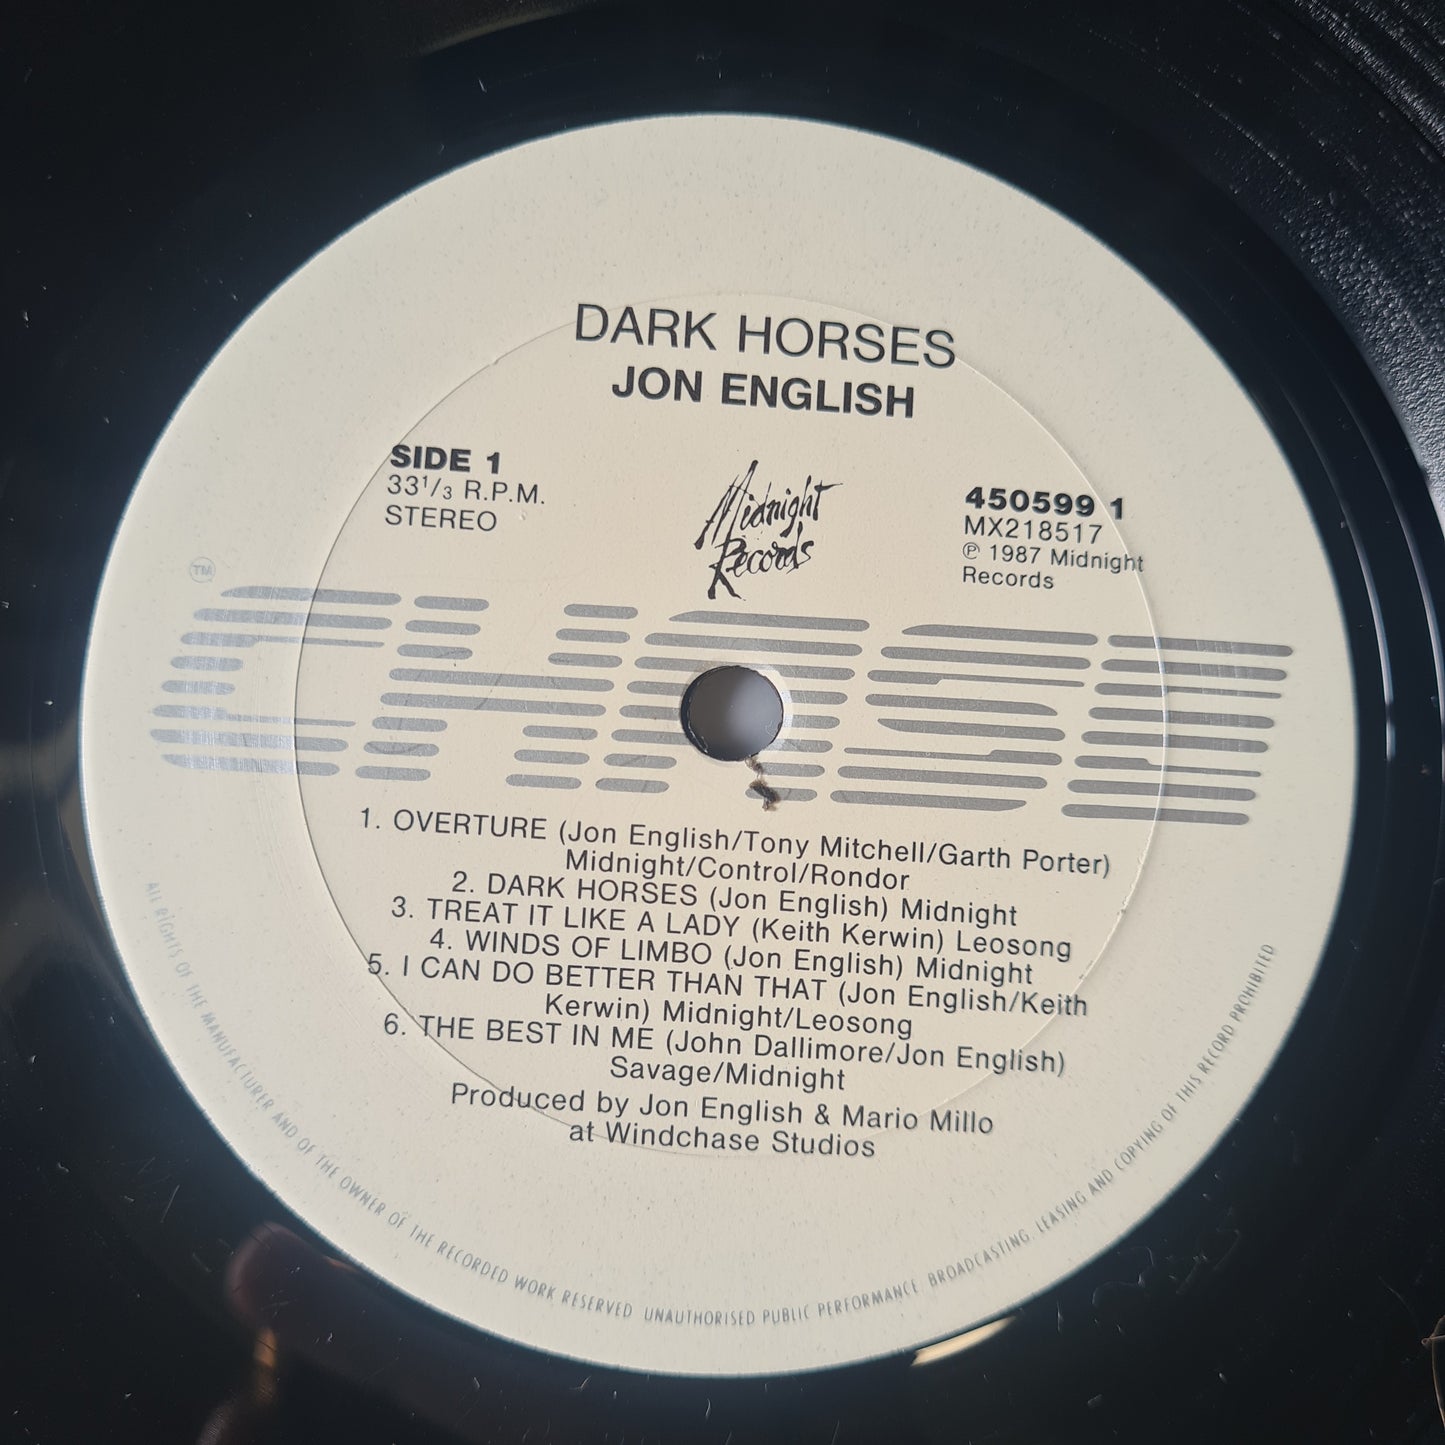 DARK HORSES
JON ENGLISH
SIDE 1
33¹/₃ R.P.M.
STEREO
Midnight
Records
450599 1
MX218517
℗ 1987 Midnight
Records
TM
CHASE
1. OVERTURE (Jon English/Tony Mitchell/Garth Porter)
Midnight/Control/Rondor
2. DARK HORSES (Jon English) Midnight
3. TREAT IT LIKE A LADY (Keith Kerwin) Leosong
4. WINDS OF LIMBO (Jon English) Midnight
5. I CAN DO BETTER THAN THAT (Jon English/Keith
Kerwin) Midnight/Leosong
6. THE BEST IN ME (John Dallimore/Jon English)
Savage/Midnight
Produced by Jon English & Mario Millo
at Windchase Studios
All RIGHTS OF THE MANUFACTURER AND OF THE OWNER OF THE RECORDED WORK RESERVED. UNAUTHORISED PUBLIC PERFORMANCE. BROADCASTING. LEASING AND COPYING OF THIS RECORD PROHIBITED